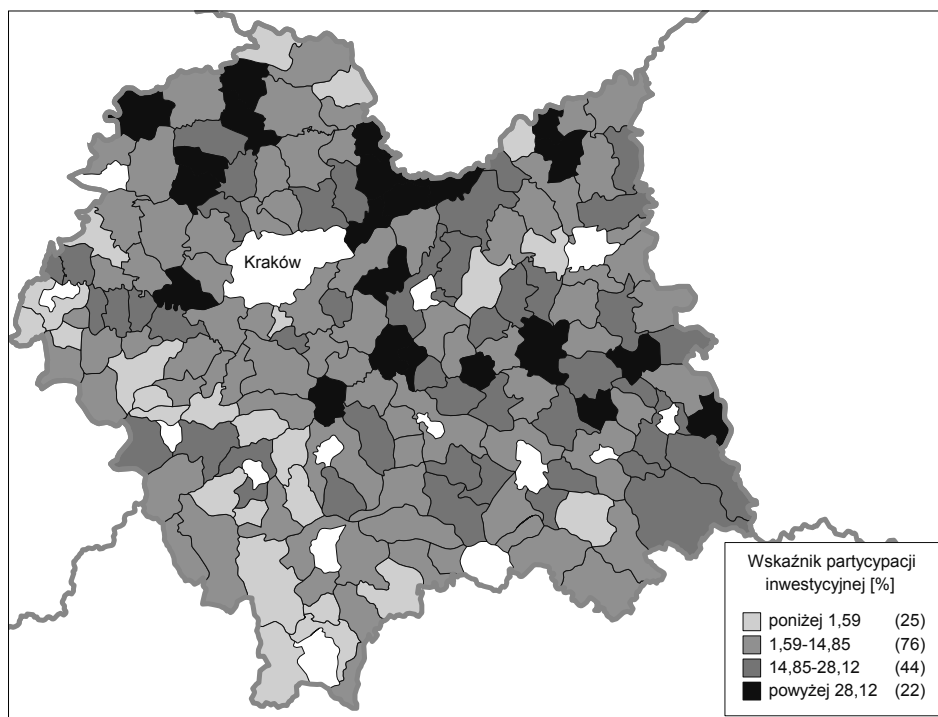 Kraków
Wskaźnik partycypacji
inwestycyjnej [%]
poniżej 1,59 (25)
1,59-14,85 (76)
14,85-28,12 (44)
powyżej 28,12 (22)